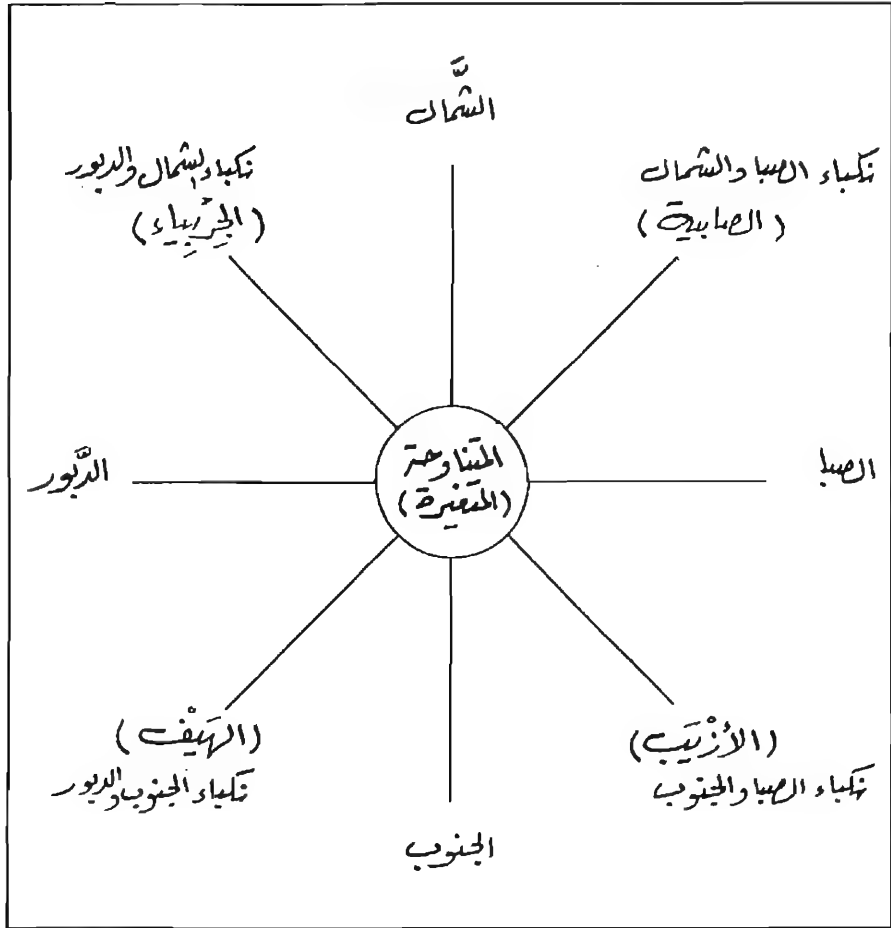 الشَّمال
نكباء الصبا والشمال
(الصابية)
نكباء الشمال والدبور
(الجِرْبِياء)
الصبا
المتناوحة
(المتغيرة)
الدَّبور
(الأزْيَب)
نكباء الصبا والجنوب
(الهَيْف)
نكباء الجنوب والدبور
الجنوب